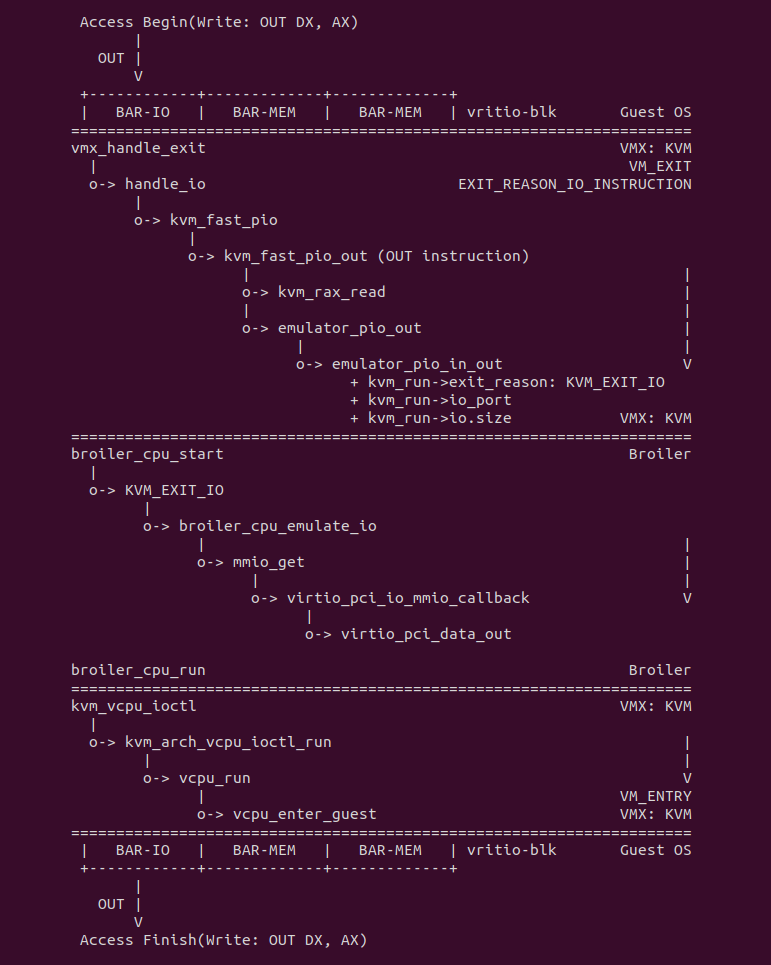 Access Begin(Write: OUT DX, AX)
|
OUT |
V
+------------+-------------+-------------+
|   BAR-IO   |   BAR-MEM   |   BAR-MEM   | vritio-blk       Guest OS
=====================================================================
vmx_handle_exit                                              VMX: KVM
|                                                           VM_EXIT
o-> handle_io                            EXIT_REASON_IO_INSTRUCTION
|
o-> kvm_fast_pio
|
o-> kvm_fast_pio_out (OUT instruction)
|                                                |
o-> kvm_rax_read                                 |
|                                                |
o-> emulator_pio_out                             |
|                                          |
o-> emulator_pio_in_out                    V
+ kvm_run->exit_reason: KVM_EXIT_IO
+ kvm_run->io_port
+ kvm_run->io.size            VMX: KVM
=====================================================================
broiler_cpu_start                                             Broiler
|
o-> KVM_EXIT_IO
|
o-> broiler_cpu_emulate_io
|                                                     |
o-> mmio_get                                          |
|                                               |
o-> virtio_pci_io_mmio_callback                 V
|
o-> virtio_pci_data_out
broiler_cpu_run                                               Broiler
=====================================================================
kvm_vcpu_ioctl                                               VMX: KVM
|
o-> kvm_arch_vcpu_ioctl_run                                       |
|                                                           |
o-> vcpu_run                                                V
|                                              VM_ENTRY
o-> vcpu_enter_guest                           VMX: KVM
=====================================================================
|   BAR-IO   |   BAR-MEM   |   BAR-MEM   | vritio-blk       Guest OS
+------------+-------------+-------------+
|
OUT |
V
Access Finish(Write: OUT DX, AX)